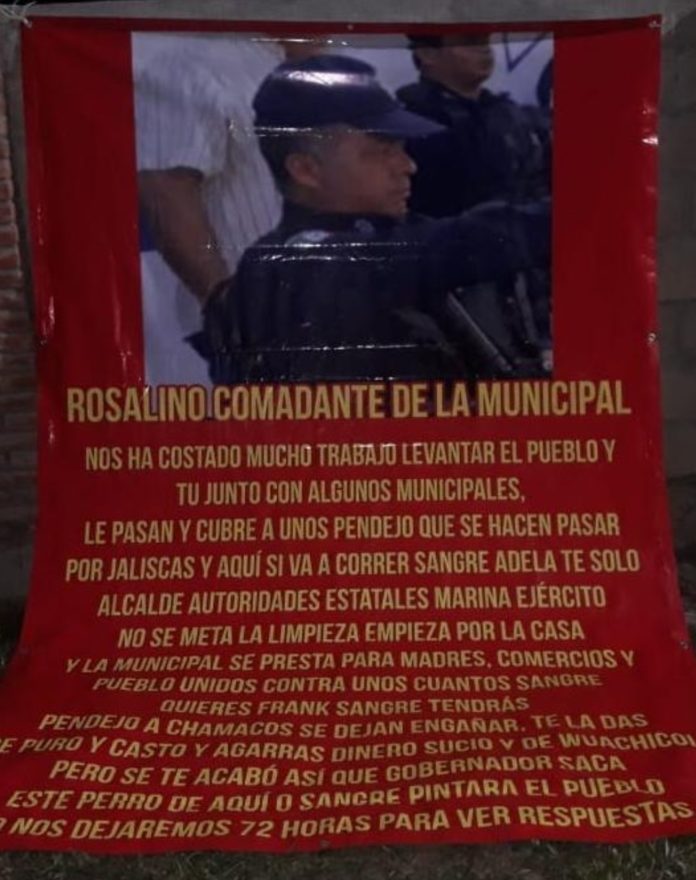 ROSALINO COMADANTE DE LA MUNICIPAL
NOS HA COSTADO MUCHO TRABAJO LEVANTAR EL PUEBLO Y
TU JUNTO CON ALGUNOS MUNICIPALES,
LE PASAN Y CUBRE A UNOS PENDEJO QUE SE HACEN PASAR
POR JALISCAS Y AQUÍ SI VA A CORRER SANGRE ADELA TE SOLO
ALCALDE AUTORIDADES ESTATALES MARINA EJÉRCITO
NO SE META LA LIMPIEZA EMPIEZA POR LA CASA
Y LA MUNICIPAL SE PRESTA PARA MADRES, COMERCIOS Y
PUEBLO UNIDOS CONTRA UNOS CUANTOS SANGRE
QUIERES FRANK SANGRE TENDRÁS
PENDEJO A CHAMACOS SE DEJAN ENGAÑAR, TE LA DAS
PURO Y CASTO Y AGARRAS DINERO SUCIO Y DE
PERO SE TE ACABÓ ASÍ QUE GOBERNADOR SACA
ESTE PERRO DE AQUÍ O SANGRE PINTARA EL PUEBLO
NOS DEJAREMOS 72 HORAS PARA VER RESPUESTAS